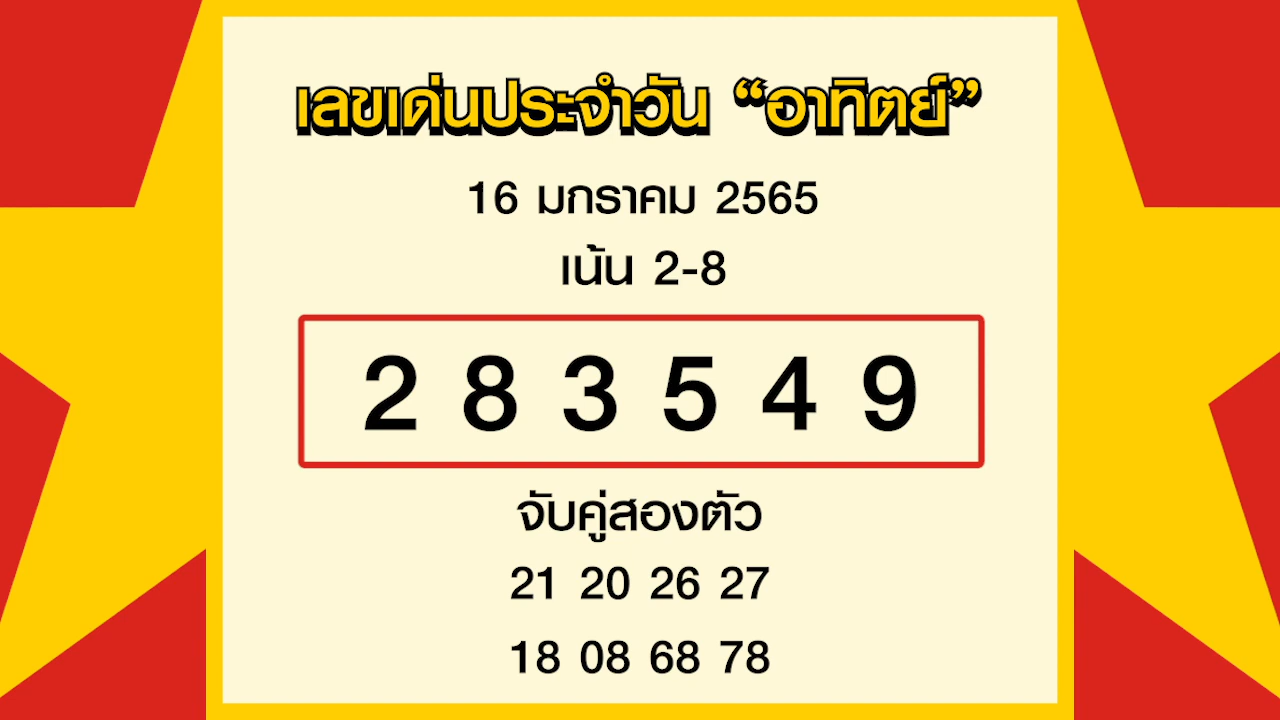 เลขเด่นประจำวัน “อาทิตย์”
16 มกราคม 2565
เน้น 2-8
2 8 3 5 4 9
จับคู่สองตัว
21 20 26 27
18 08 68 78